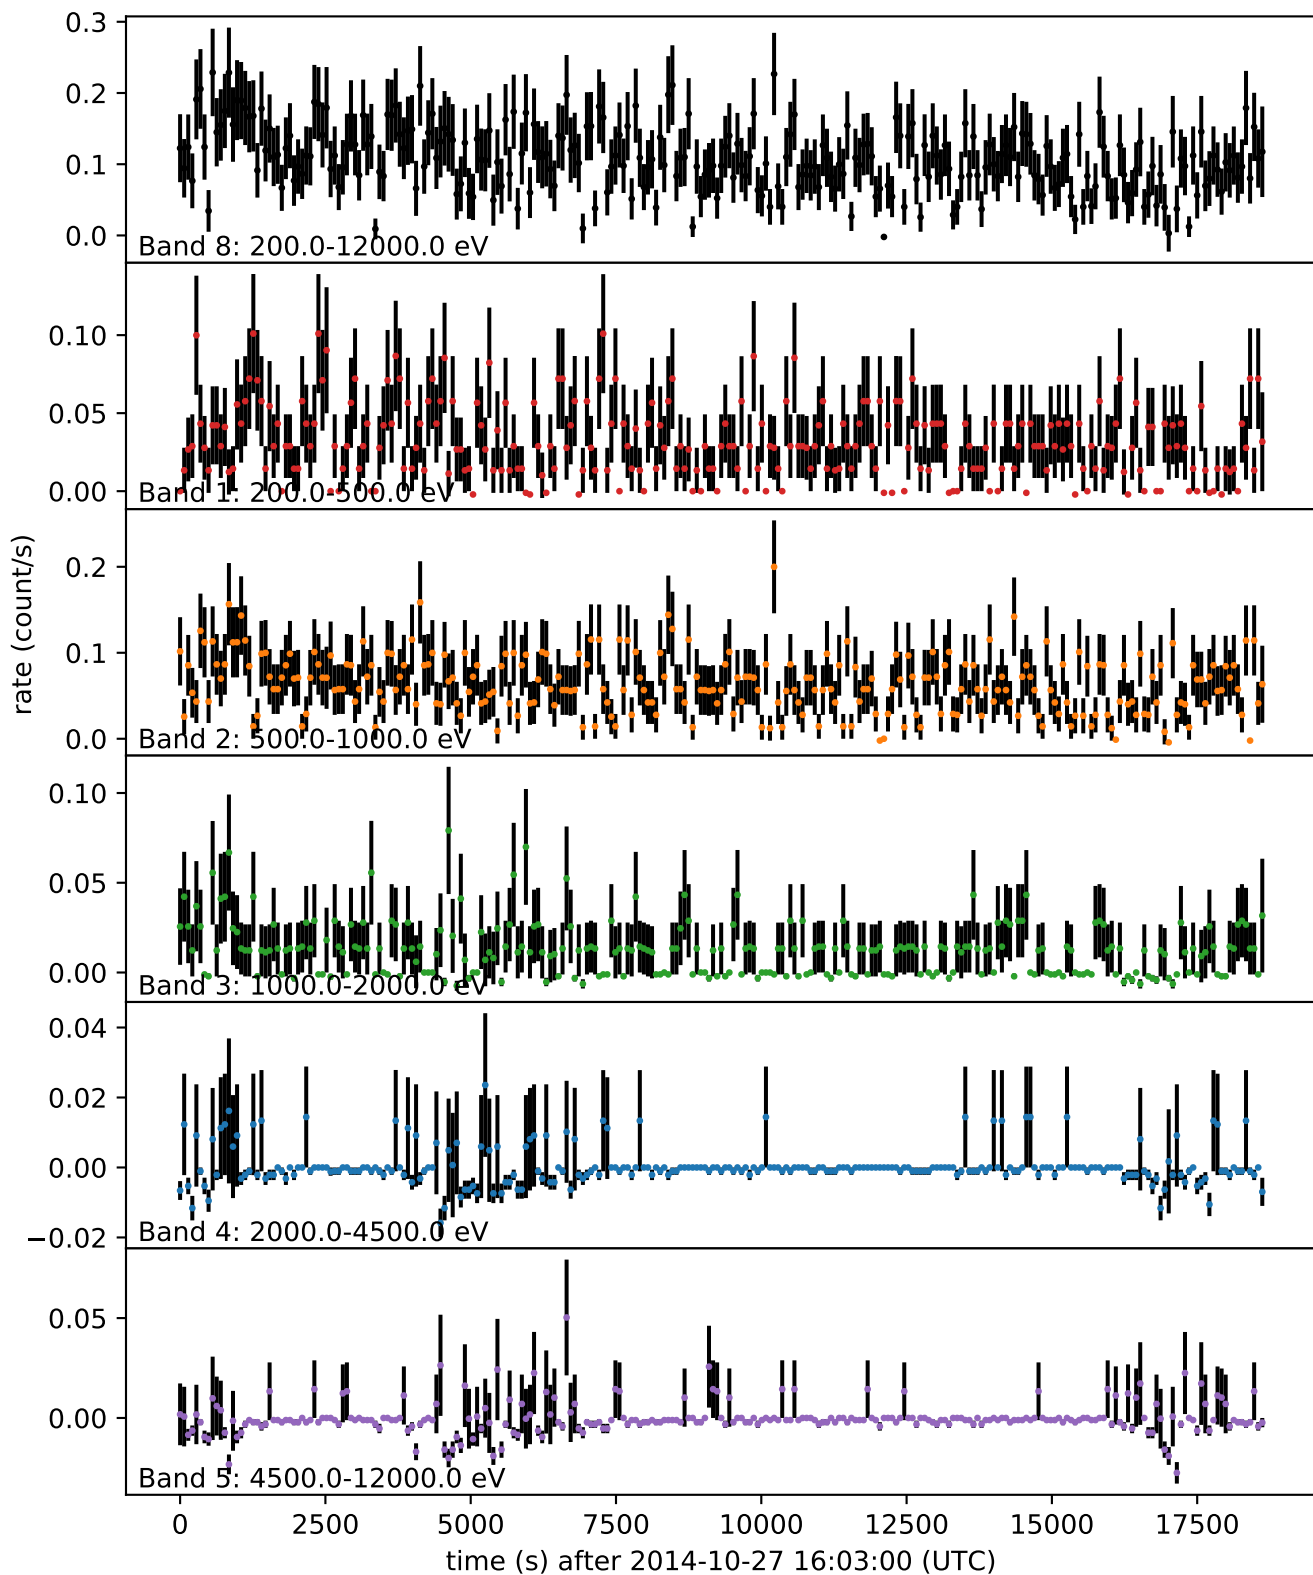 0.3
0.2
0.1
0.0
Band 8: 200.0-12000.0 eV
0.10
0.05
0.00
Band 1: 200.0-500.0 eV
rate (count/s)
0.2
0.1
0.0
Band 2: 500.0-1000.0 eV
0.10
0.05
0.00
Band 3: 1000.0-2000.0 eV
0.04
0.02
0.00
−0.02
Band 4: 2000.0-4500.0 eV
0.05
0.00
Band 5: 4500.0-12000.0 eV
0 2500 5000 7500 10000 12500 15000 17500
time (s) after 2014-10-27 16:03:00 (UTC)